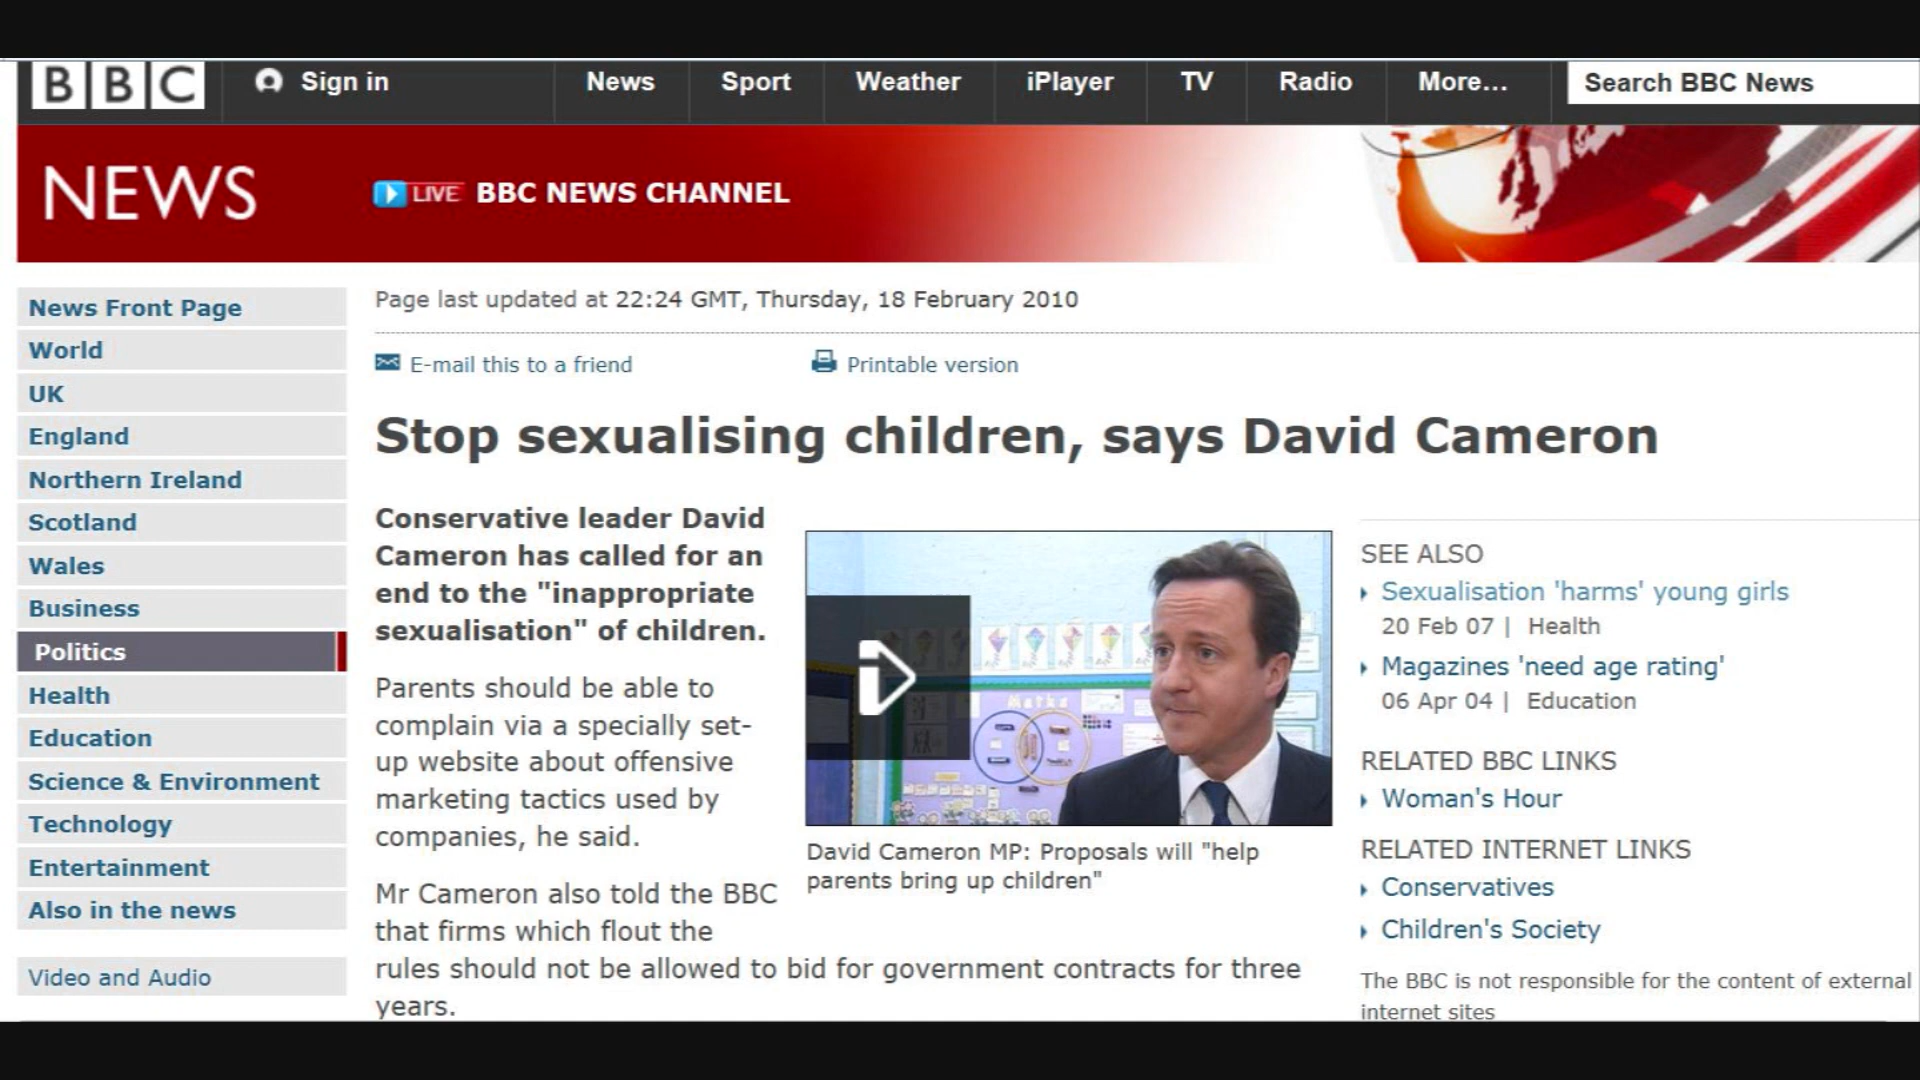 BBC
Sign in
News
Sport
Weather
iPlayer
TV
Radio
More...
Search BBC News
NEWS
LIVE BBC NEWS CHANNEL
News Front Page
World
UK
England
Northern Ireland
Scotland
Wales
Business
Politics
Health
Education
Science & Environment
Technology
Entertainment
Also in the news
Video and Audio
Page last updated at 22:24 GMT, Thursday, 18 February 2010
E-mail this to a friend
Printable version
Stop sexualising children, says David Cameron
Conservative leader David
Cameron has called for an
end to the "inappropriate
sexualisation" of children.
Parents should be able to
complain via a specially set-
up website about offensive
marketing tactics used by
companies, he said.
Mr Cameron also told the BBC
that firms which flout the
rules should not be allowed to bid for government contracts for three
years.
Maths
David Cameron MP: Proposals will "help
parents bring up children"
SEE ALSO
Sexualisation 'harms' young girls
20 Feb 07 | Health
Magazines 'need age rating'
06 Apr 04 | Education
RELATED BBC LINKS
Woman's Hour
RELATED INTERNET LINKS
Conservatives
Children's Society
The BBC is not responsible for the content of external
internet sites